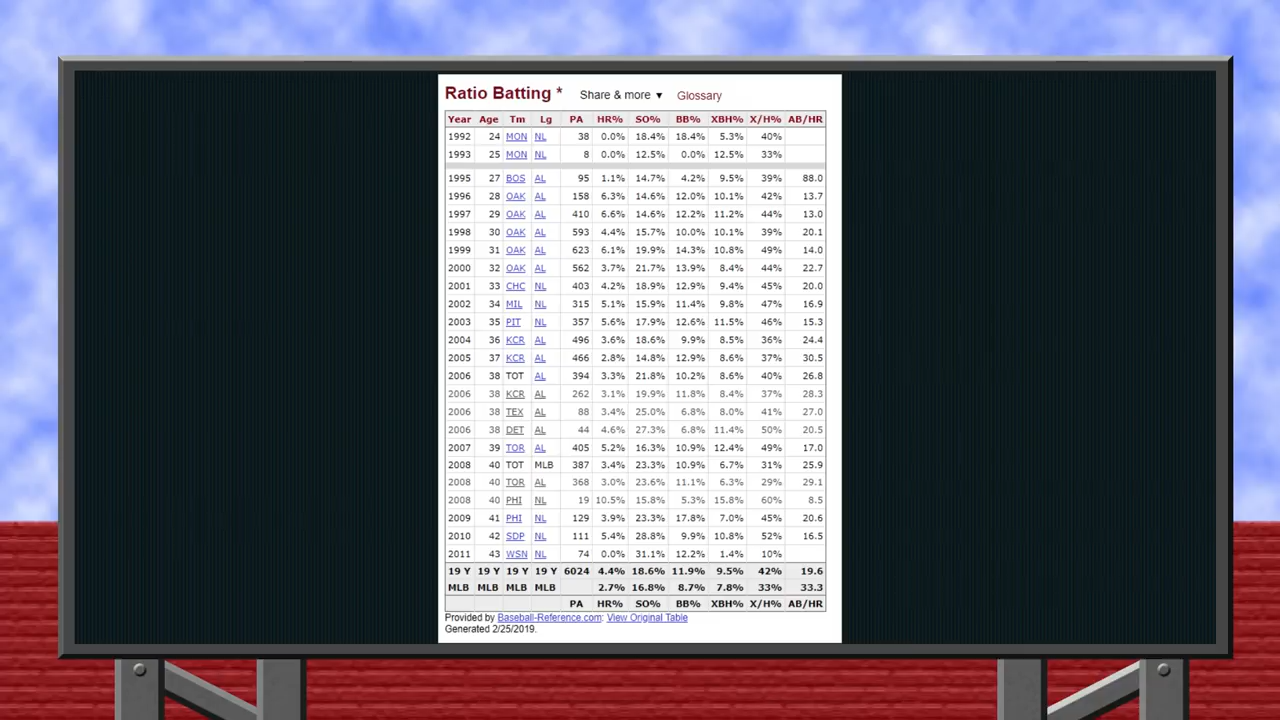 Ratio Batting * Share & more ▼ Glossary
Year Age Tm Lg PA HR% SO% BB% XBH% X/H% AB/HR
1992 24 MON NL 38 0.0% 18.4% 18.4% 5.3% 40%
1993 25 MON NL 8 0.0% 12.5% 0.0% 12.5% 33%
1995 27 BOS AL 95 1.1% 14.7% 4.2% 9.5% 39% 88.0
1996 28 OAK AL 158 6.3% 14.6% 12.0% 10.1% 42% 13.7
1997 29 OAK AL 410 6.6% 14.6% 12.2% 11.2% 44% 13.0
1998 30 OAK AL 593 4.4% 15.7% 10.0% 10.1% 39% 20.1
1999 31 OAK AL 623 6.1% 19.9% 14.3% 10.8% 49% 14.0
2000 32 OAK AL 562 3.7% 21.7% 13.9% 8.4% 44% 22.7
2001 33 CHC NL 403 4.2% 18.9% 12.9% 9.4% 45% 20.0
2002 34 MIL NL 315 5.1% 15.9% 11.4% 9.8% 47% 16.9
2003 35 PIT NL 357 5.6% 17.9% 12.6% 11.5% 46% 15.3
2004 36 KCR AL 496 3.6% 18.6% 9.9% 8.5% 36% 24.4
2005 37 KCR AL 466 2.8% 14.8% 12.9% 8.6% 37% 30.5
2006 38 TOT AL 394 3.3% 21.8% 10.2% 8.6% 40% 26.8
2006 38 KCR AL 262 3.1% 19.9% 11.8% 8.4% 37% 28.3
2006 38 TEX AL 88 3.4% 25.0% 6.8% 8.0% 41% 27.0
2006 38 DET AL 44 4.6% 27.3% 6.8% 11.4% 50% 20.5
2007 39 TOR AL 405 5.2% 16.3% 10.9% 12.4% 49% 17.0
2008 40 TOT MLB 387 3.4% 23.3% 10.9% 6.7% 31% 25.9
2008 40 TOR AL 368 3.0% 23.6% 11.1% 6.3% 29% 29.1
2008 40 PHI NL 19 10.5% 15.8% 5.3% 15.8% 60% 8.5
2009 41 PHI NL 129 3.9% 23.3% 17.8% 7.0% 45% 20.6
2010 42 SDP NL 111 5.4% 28.8% 9.9% 10.8% 52% 16.5
2011 43 WSN NL 74 0.0% 31.1% 12.2% 1.4% 10%
19 Y 19 Y 19 Y 19 Y 6024 4.4% 18.6% 11.9% 9.5% 42% 19.6
MLB MLB MLB MLB 2.7% 16.8% 8.7% 7.8% 33% 33.3
PA HR% SO% BB% XBH% X/H% AB/HR
Provided by Baseball-Reference.com: View Original Table
Generated 2/25/2019.